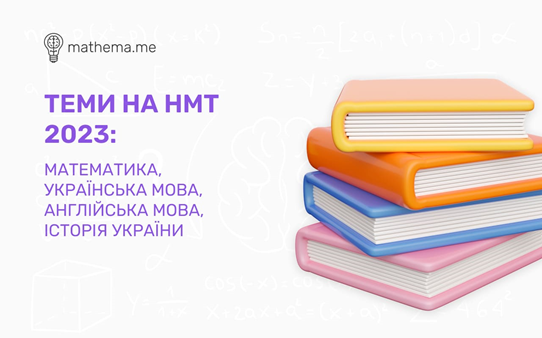 mathema.me
ТЕМИ НА НМТ
2023:
МАТЕМАТИКА,
УКРАЇНСЬКА МОВА,
АНГЛІЙСЬКА МОВА,
ІСТОРІЯ УКРАЇНИ